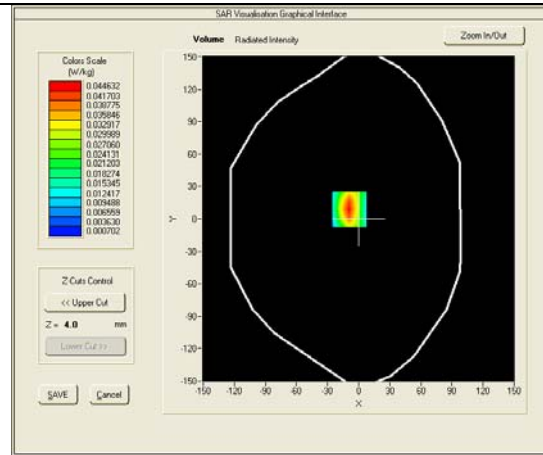 SAR Visualisation Graphical Interface
Volume Radiated Intensity
Zoom In/Out
Colors Scale
(W/kg)
0.044632
0.041703
0.038775
0.035846
0.032917
0.029989
0.027060
0.024131
0.021203
0.018274
0.015345
0.012417
0.009488
0.006559
0.003630
0.000702
Z Cuts Control
<< Upper Cut
Z = 4.0 mm
Lower Cut >>
SAVE
Cancel
150-
120-
90-
60-
30-
0-
-30-
-60-
-90-
-120-
-150-
Y
-150 -120 -90 -60 -30 0 30 60 90 120 150
X